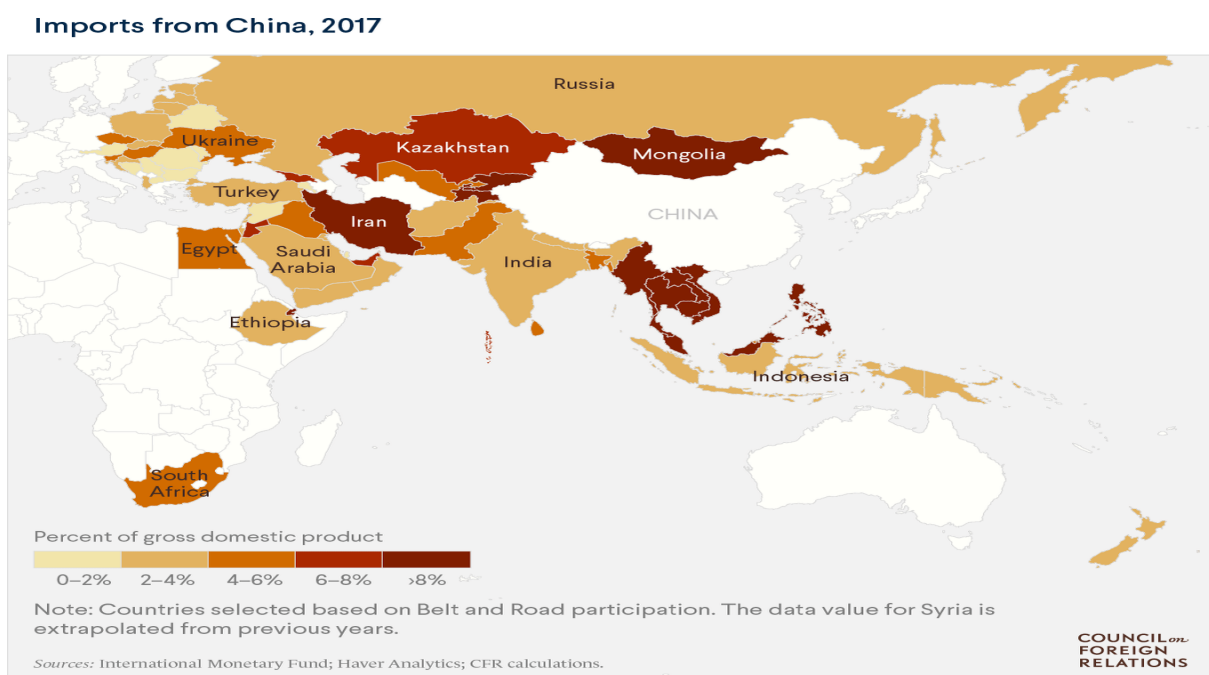 Imports from China, 2017
Russia
Ukraine
Kazakhstan
Mongolia
Turkey
CHINA
Iran
Egypt
Saudi
Arabia
India
Ethiopia
Indonesia
South
Africa
Percent of gross domestic product
0–2% 2–4% 4–6% 6–8% >8%
Note: Countries selected based on Belt and Road participation. The data value for Syria is
extrapolated from previous years.
Sources: International Monetary Fund; Haver Analytics; CFR calculations.
COUNCIL on
FOREIGN
RELATIONS